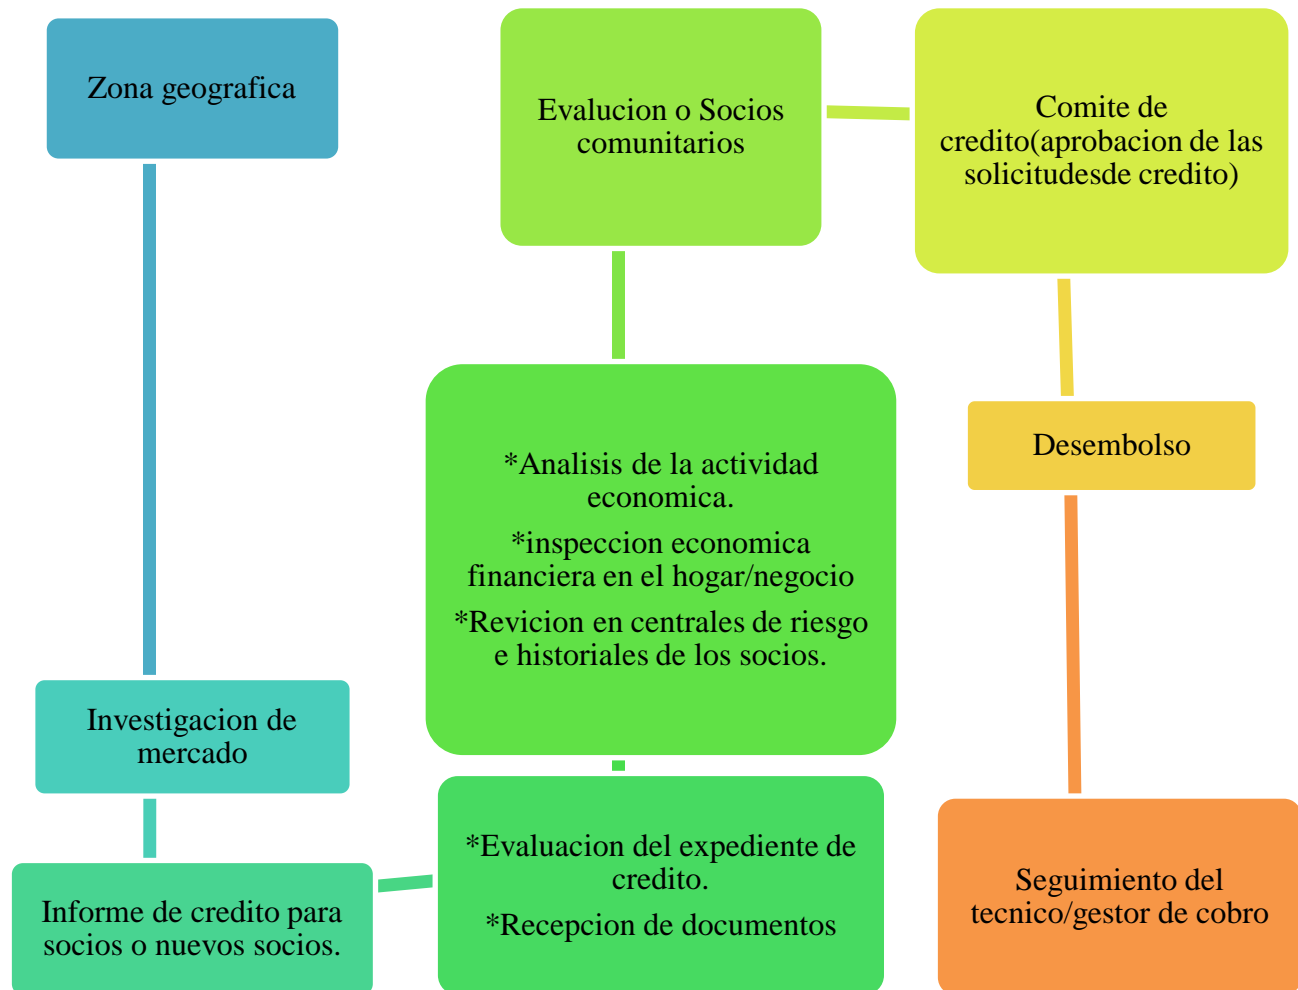 Zona geografica
Investigacion de
mercado
Informe de credito para
socios o nuevos socios.
*Evaluacion del expediente de
credito.
*Recepcion de documentos
*Analisis de la actividad
economica.
*inspeccion economica
financiera en el hogar/negocio
*Revicion en centrales de riesgo
e historiales de los socios.
Evalucion o Socios
comunitarios
Comite de
credito(aprobacion de las
solicitudesde credito)
Desembolso
Seguimiento del
tecnico/gestor de cobro